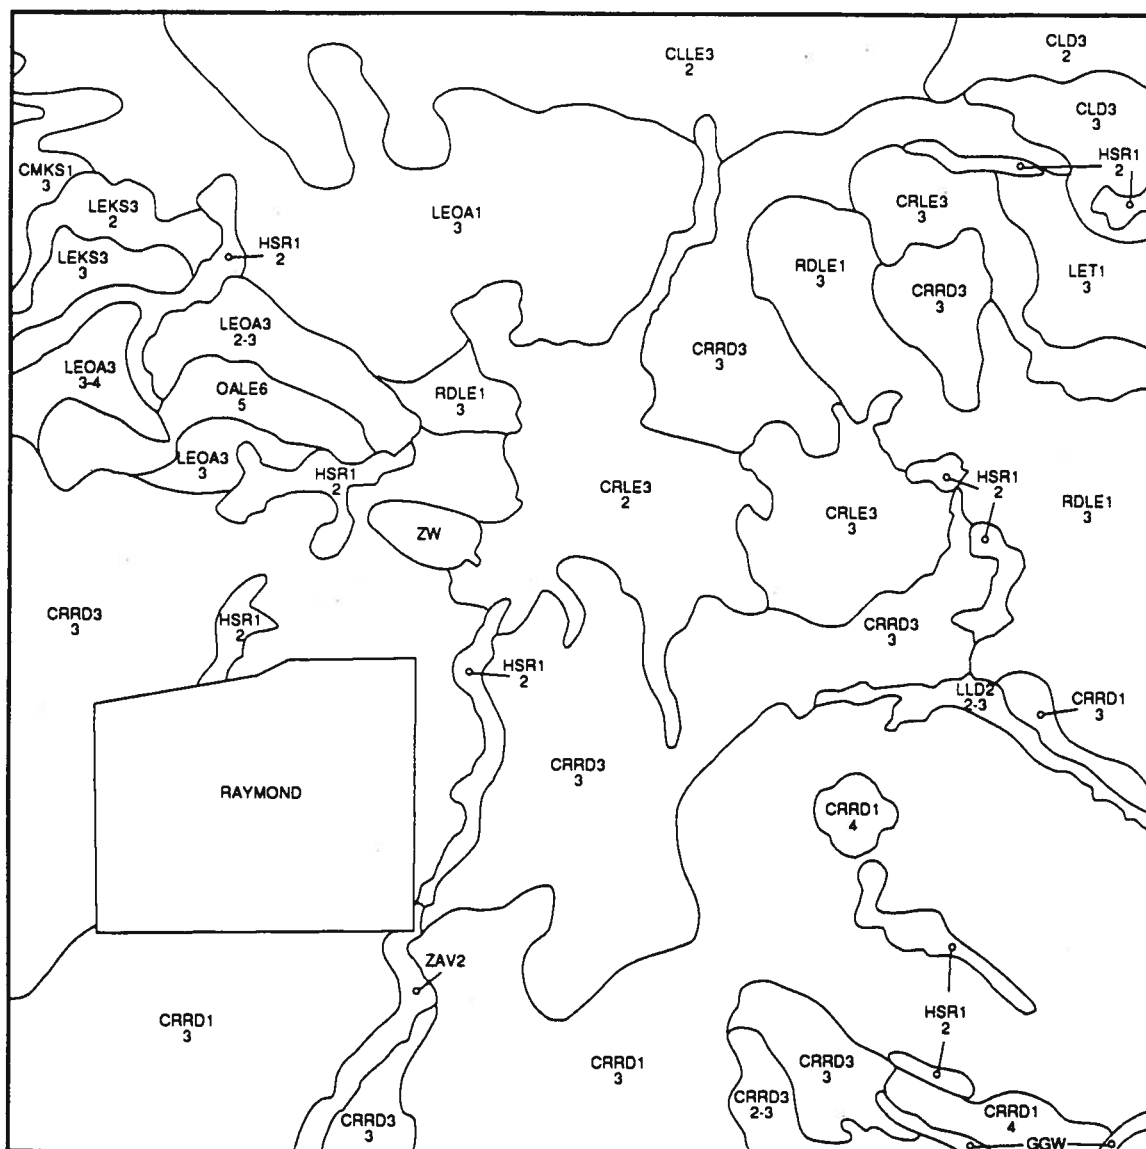 CLLE3
2
CLD3
2
CLD3
3
HSR1
2
CMKS1
3
LEKS3
2
LEOA1
3
CRLE3
3
HSR1
2
LEKS3
3
RDLE1
3
LET1
3
CRRD3
3
LEOA3
2-3
CRRD3
3
LEOA3
3-4
OALE6
5
RDLE1
3
LEOA3
3
HSR1
2
HSR1
2
CRLE3
2
RDLE1
3
CRLE3
3
ZW
CRRD3
3
HSR1
2
CRRD3
3
HSR1
2
LLD2
2-3
CRRD1
3
CRRD3
3
RAYMOND
CRRD1
4
ZAV2
HSR1
2
CRRD1
3
CRRD1
3
CRRD3
3
CRRD3
2-3
CRRD1
4
CRRD3
3
GGW